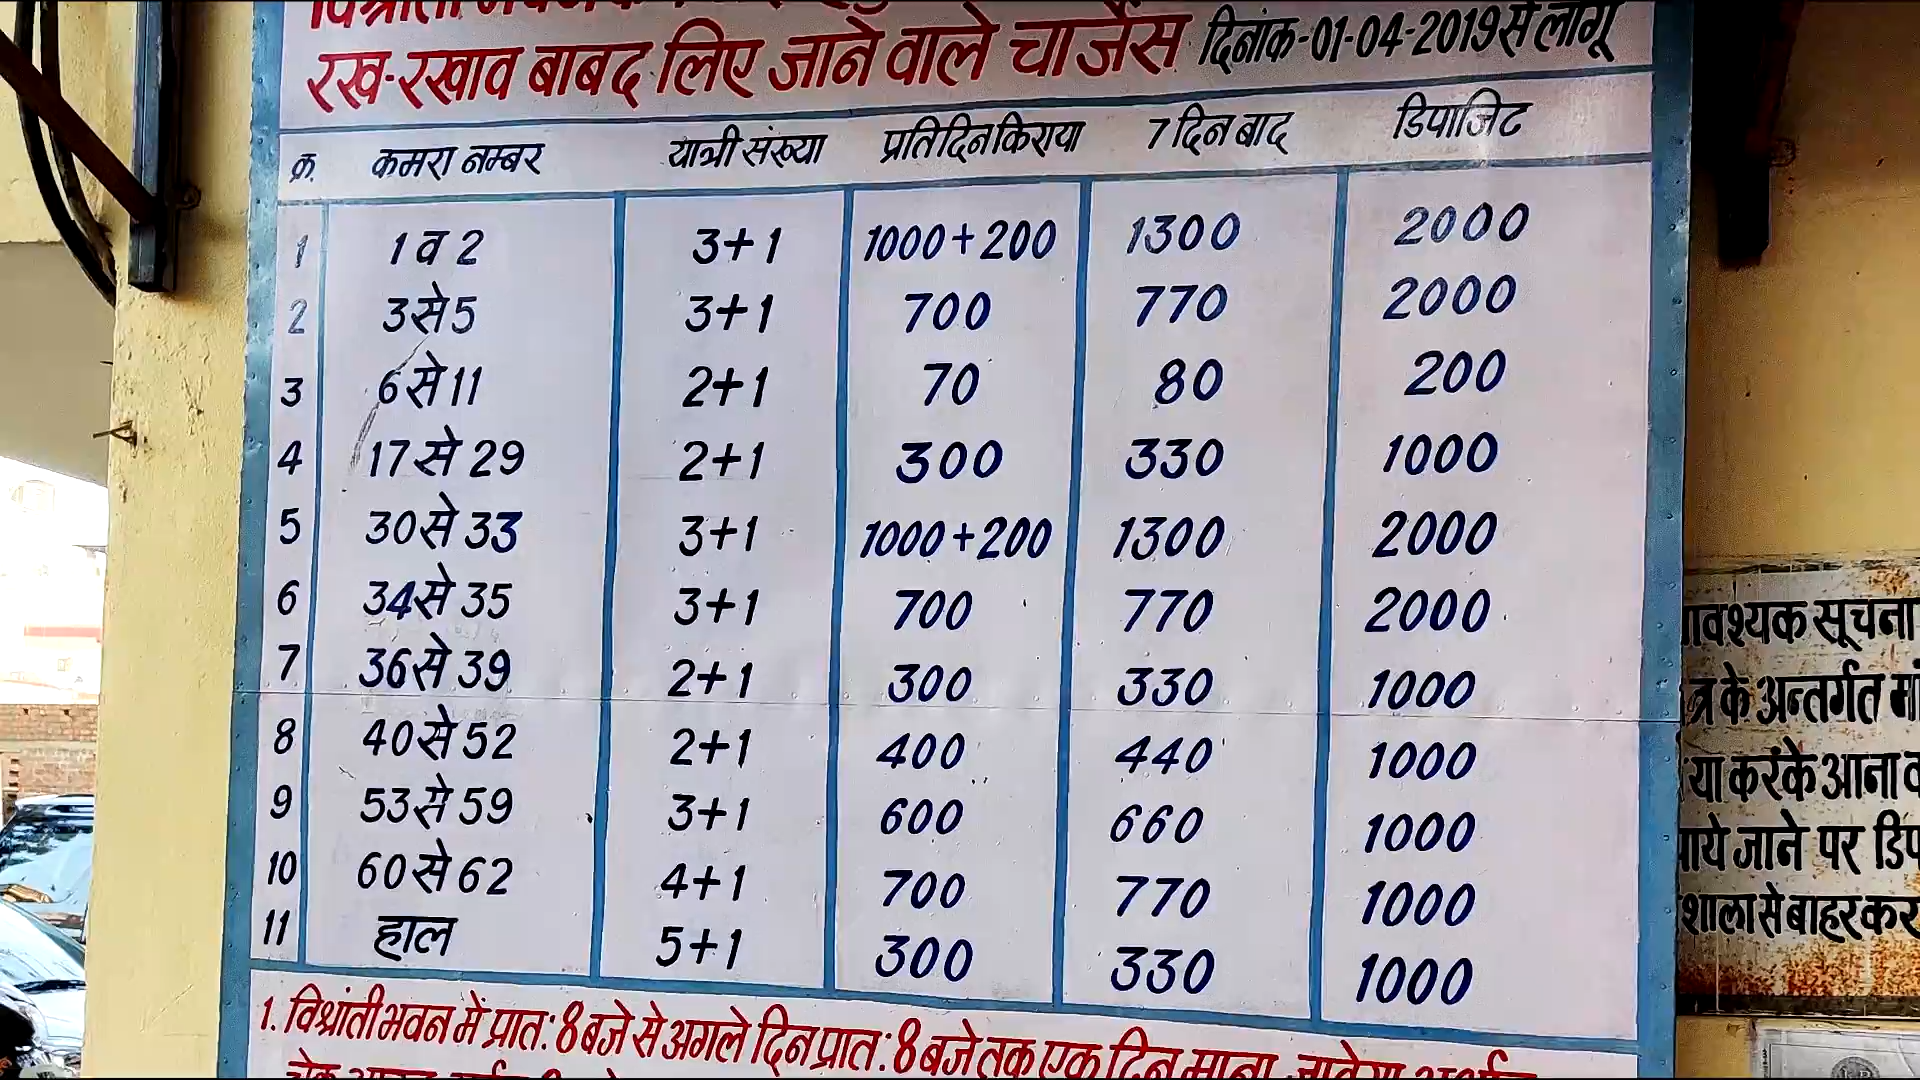 रख-रखाव बाबद लिए जाने वाले चार्जेस दिनांक-01-04-2019 से लागू
क्र. कमरा नम्बर यात्री संख्या प्रतिदिन किराया 7 दिन बाद डिपाजिट
1 1 व 2 3+1 1000+200 1300 2000
2 3 से 5 3+1 700 770 2000
3 6 से 11 2+1 70 80 200
4 17 से 29 2+1 300 330 1000
5 30 से 33 3+1 1000+200 1300 2000
6 34 से 35 3+1 700 770 2000
7 36 से 39 2+1 300 330 1000
8 40 से 52 2+1 400 440 1000
9 53 से 59 3+1 600 660 1000
10 60 से 62 4+1 700 770 1000
11 हाल 5+1 300 330 1000
1. विश्रांती भवन में प्रात: 8 बजे से अगले दिन प्रात: 8 बजे तक एक दिन माना जावेगा अर्थात
सूचना
के अन्तर्गत
करके आना
जाने पर
से बाहर कर